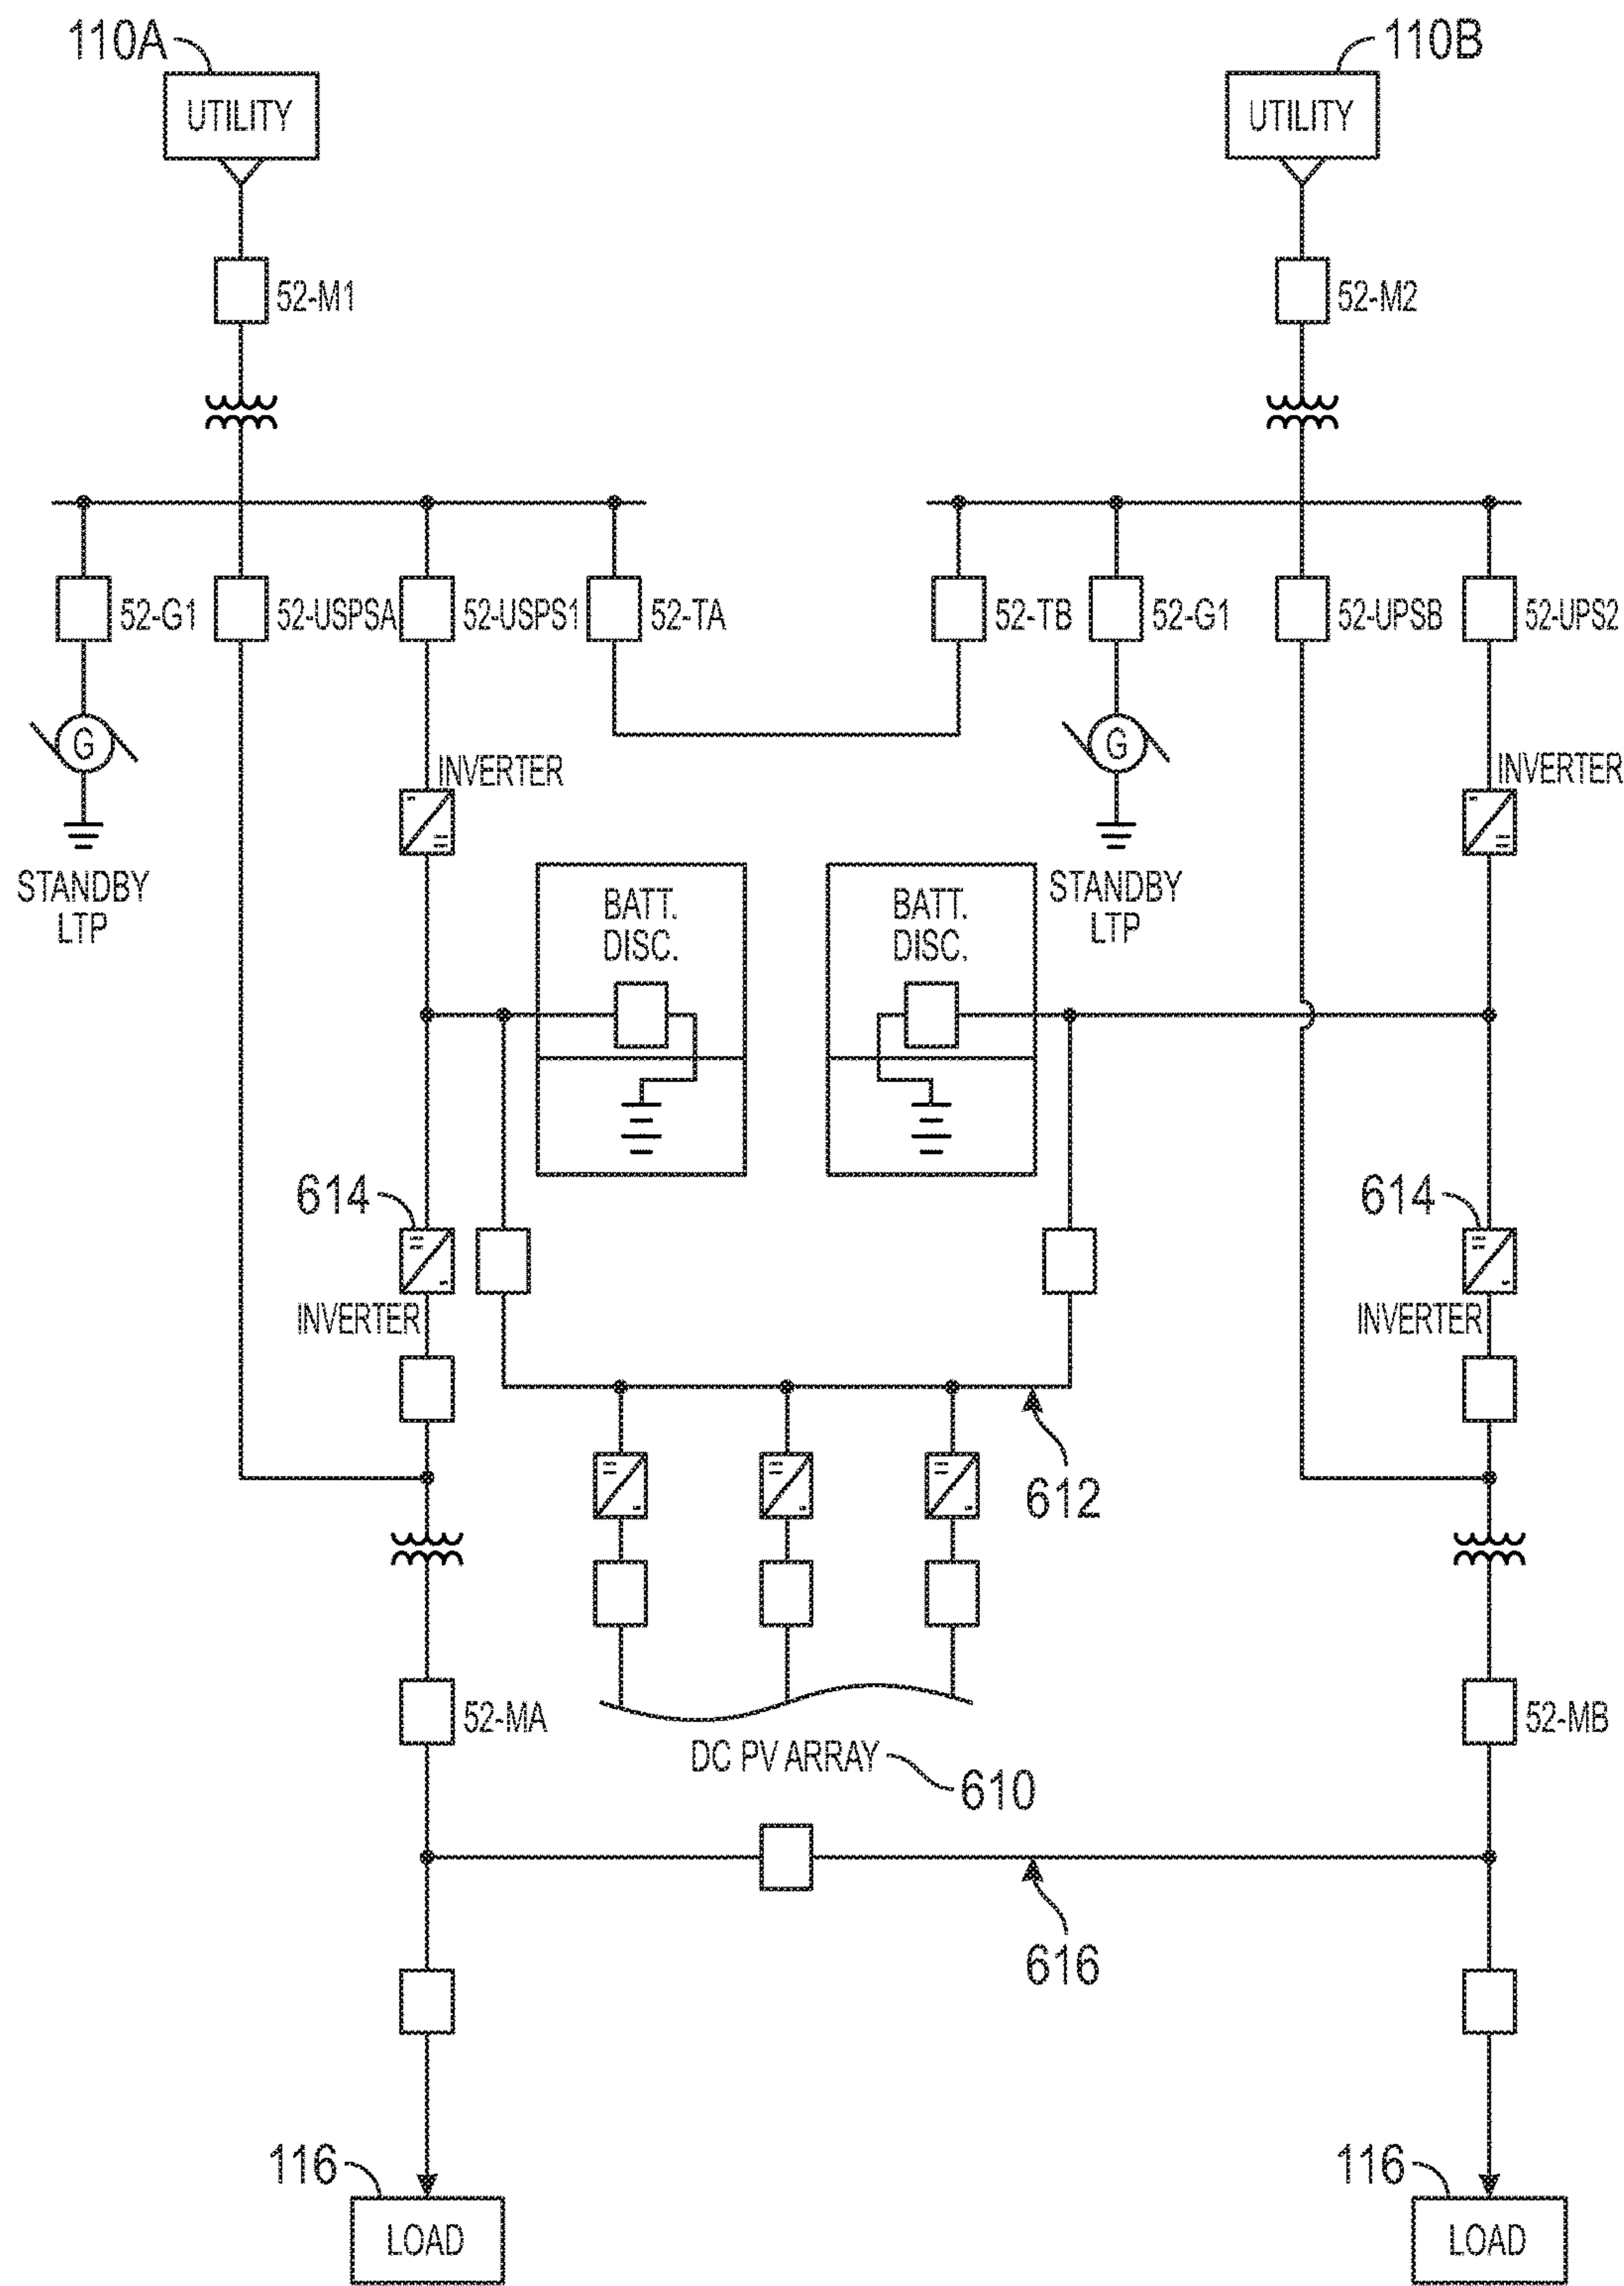 110A
110B
UTILITY
UTILITY
52-M1
52-M2
52-G1
52-USPSA
52-USPS1
52-TA
52-TB
52-G1
52-UPSB
52-UPS2
G
G
INVERTER
INVERTER
STANDBY
LTP
BATT.
DISC.
BATT.
DISC.
STANDBY
LTP
614
614
INVERTER
INVERTER
612
52-MA
52-MB
DC PV ARRAY
610
616
116
116
LOAD
LOAD